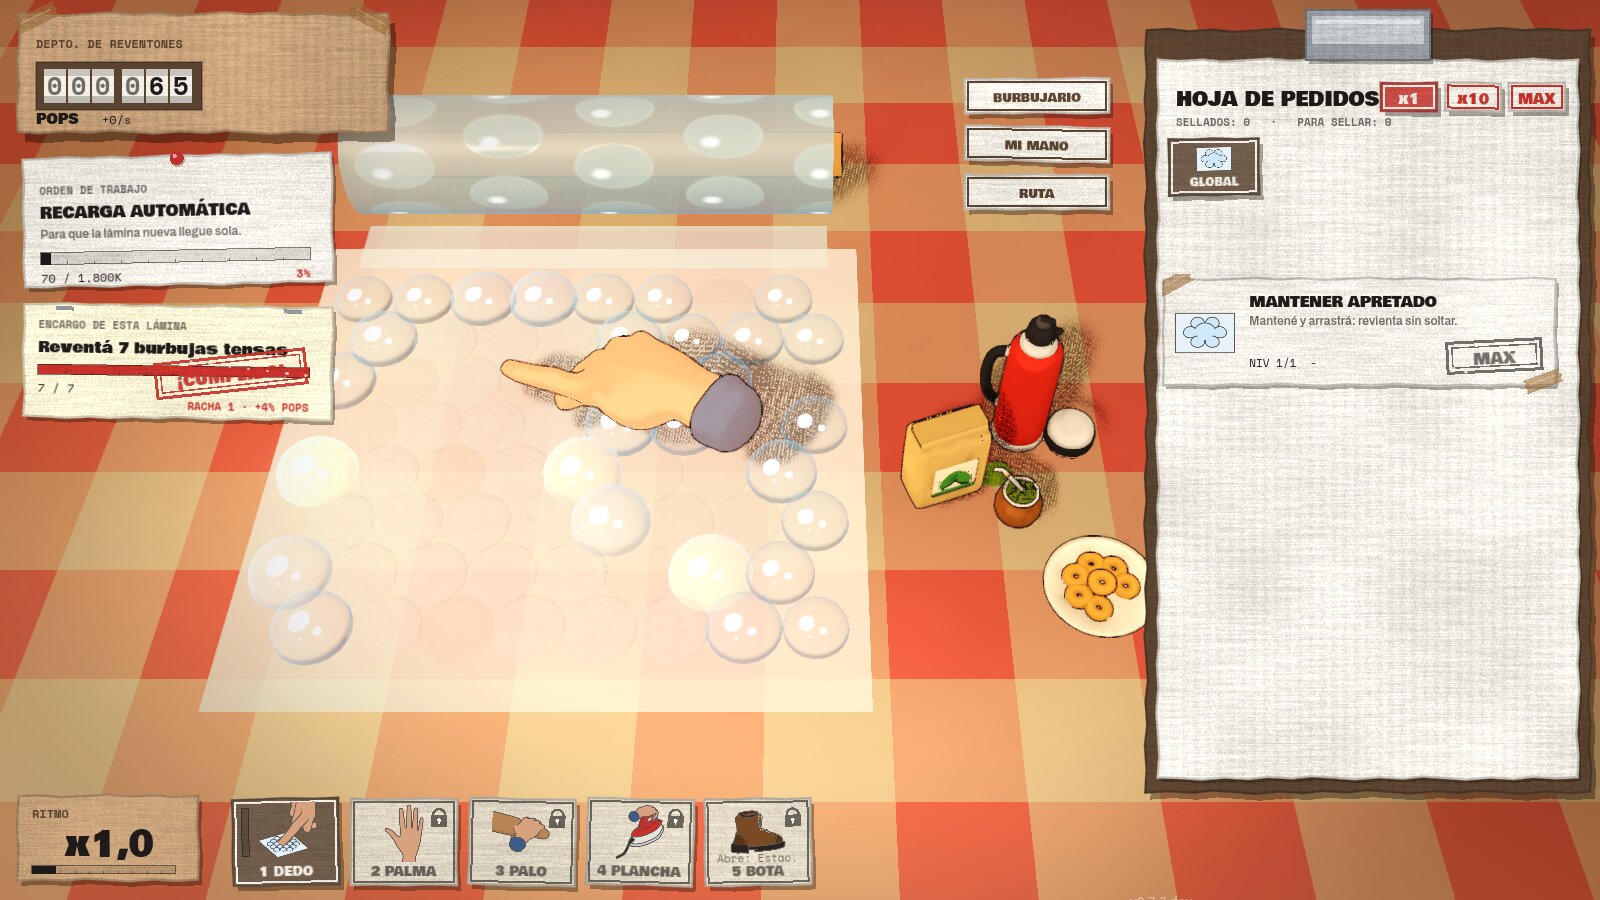 DEPTO. DE REVENTONES
000 065
POPS +0/s
ORDEN DE TRABAJO
RECARGA AUTOMÁTICA
Para que la lámina nueva llegue sola.
70 / 1.800K
3%
ENCARGO DE ESTA LÁMINA
Reventá 7 burbujas tensas
7 / 7
RACHA 1 · +4% POPS
BURBUJARIO
MI MANO
RUTA
HOJA DE PEDIDOS
x1
x10
MAX
SELLADOS: 0 · PARA SELLAR: 0
GLOBAL
MANTENER APRETADO
Mantené y arrastrá: revienta sin soltar.
NIV 1/1 -
MAX
RITMO
x1,0
1 DEDO
2 PALMA
3 PALO
4 PLANCHA
Abre: Estac.
5 BOTA